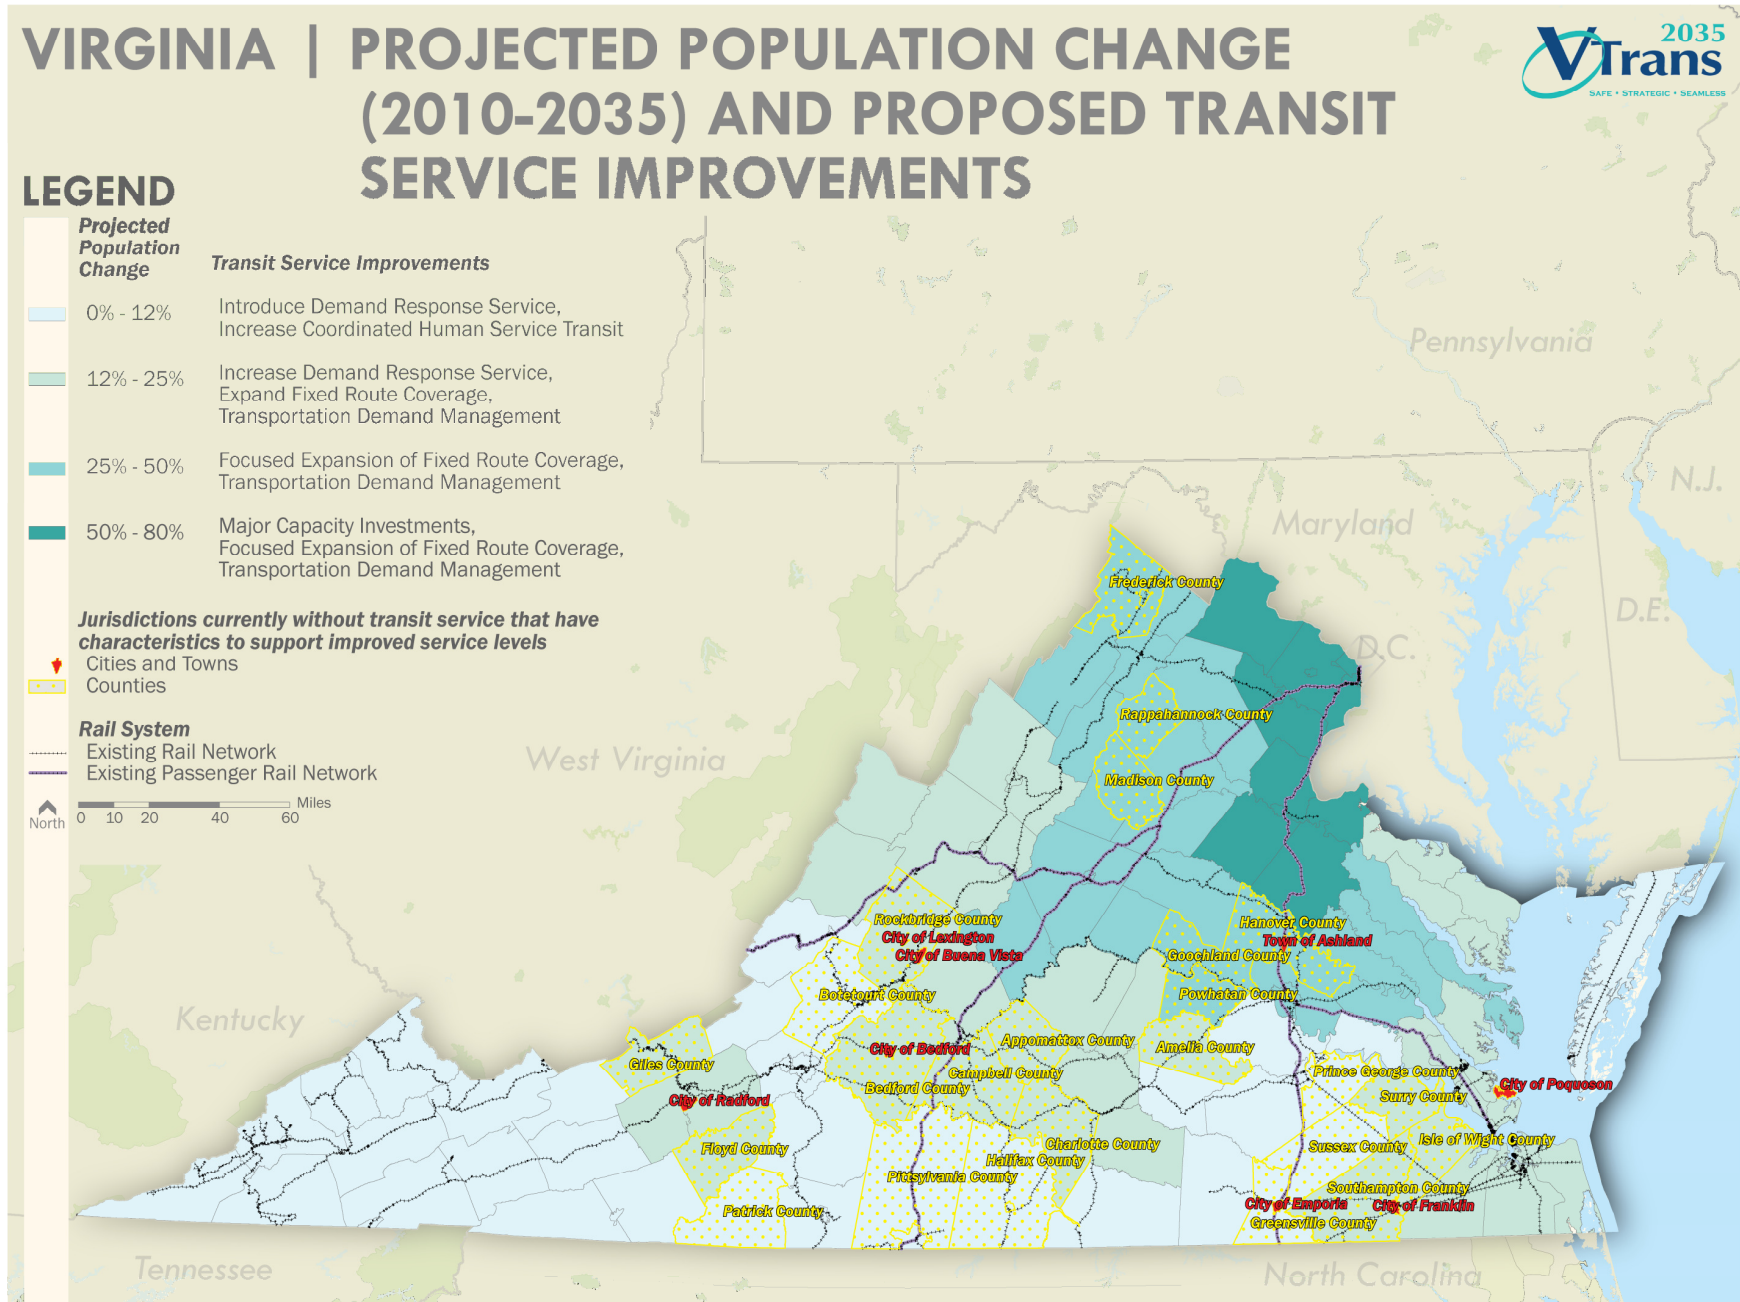 VIRGINIA | PROJECTED POPULATION CHANGE
(2010-2035) AND PROPOSED TRANSIT
SERVICE IMPROVEMENTS
2035
VTrans
SAFE • STRATEGIC • SEAMLESS
LEGEND
Projected
Population
Change
Transit Service Improvements
0% - 12%
Introduce Demand Response Service,
Increase Coordinated Human Service Transit
12% - 25%
Increase Demand Response Service,
Expand Fixed Route Coverage,
Transportation Demand Management
25% - 50%
Focused Expansion of Fixed Route Coverage,
Transportation Demand Management
50% - 80%
Major Capacity Investments,
Focused Expansion of Fixed Route Coverage,
Transportation Demand Management
Jurisdictions currently without transit service that have
characteristics to support improved service levels
Cities and Towns
Counties
Rail System
Existing Rail Network
Existing Passenger Rail Network
North
0 10 20 40 60 Miles
Pennsylvania
N.J.
Maryland
D.E.
D.C.
West Virginia
Kentucky
Tennessee
North Carolina
Frederick County
Rappahannock County
Madison County
Rockbridge County
City of Lexington
City of Buena Vista
Hanover County
Town of Ashland
Goochland County
Botetourt County
Powhatan County
Appomattox County
City of Bedford
Amelia County
Giles County
Campbell County
Prince George County
Bedford County
City of Poquoson
Surry County
City of Radford
Floyd County
Charlotte County
Isle of Wight County
Sussex County
Halifax County
Pittsylvania County
Southampton County
City of Emporia
City of Franklin
Patrick County
Greensville County